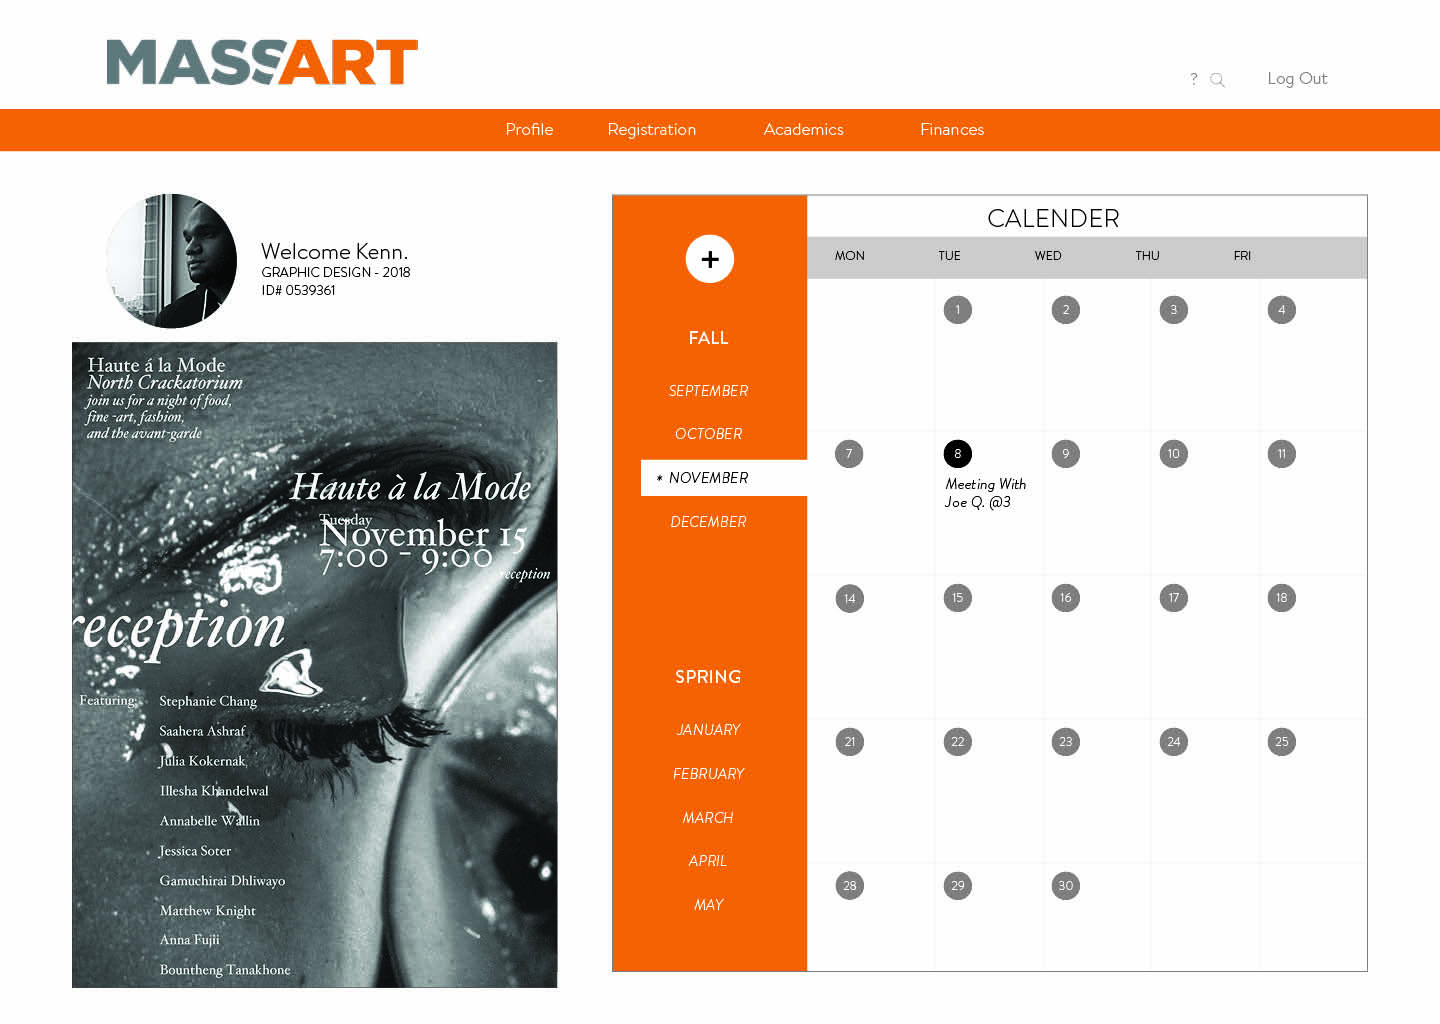 MASSART
? Log Out
Profile Registration Academics Finances
Welcome Kenn.
GRAPHIC DESIGN - 2018
ID# 0539361
Haute á la Mode
North Crackatorium
join us for a night of food,
fine -art, fashion,
and the avant-garde
Haute à la Mode
Tuesday
November 15
7:00 - 9:00
reception
reception
Featuring: Stephanie Chang
Saahera Ashraf
Julia Kokernak
Illesha Khandelwal
Annabelle Wallin
Jessica Soter
Gamuchirai Dhliwayo
Matthew Knight
Anna Fujii
Bountheng Tanakhone
+
FALL
SEPTEMBER
OCTOBER
* NOVEMBER
DECEMBER
SPRING
JANUARY
FEBRUARY
MARCH
APRIL
MAY
CALENDER
MON TUE WED THU FRI
1 2 3 4
7 8 9 10 11
Meeting With
Joe Q. @3
14 15 16 17 18
21 22 23 24 25
28 29 30